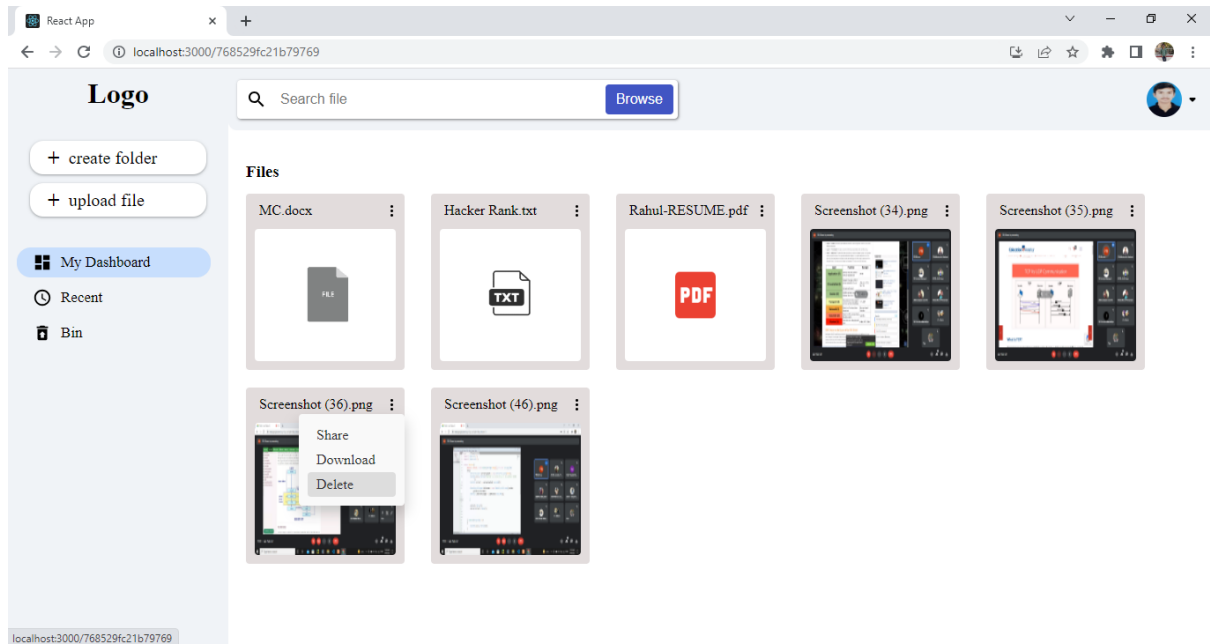 React App
localhost:3000/768529fc21b79769
Logo
Search file
Browse
+ create folder
+ upload file
My Dashboard
Recent
Bin
Files
MC.docx
Hacker Rank.txt
Rahul-RESUME.pdf
Screenshot (34).png
Screenshot (35).png
FILE
TXT
PDF
Screenshot (36).png
Screenshot (46).png
Share
Download
Delete
localhost:3000/768529fc21b79769